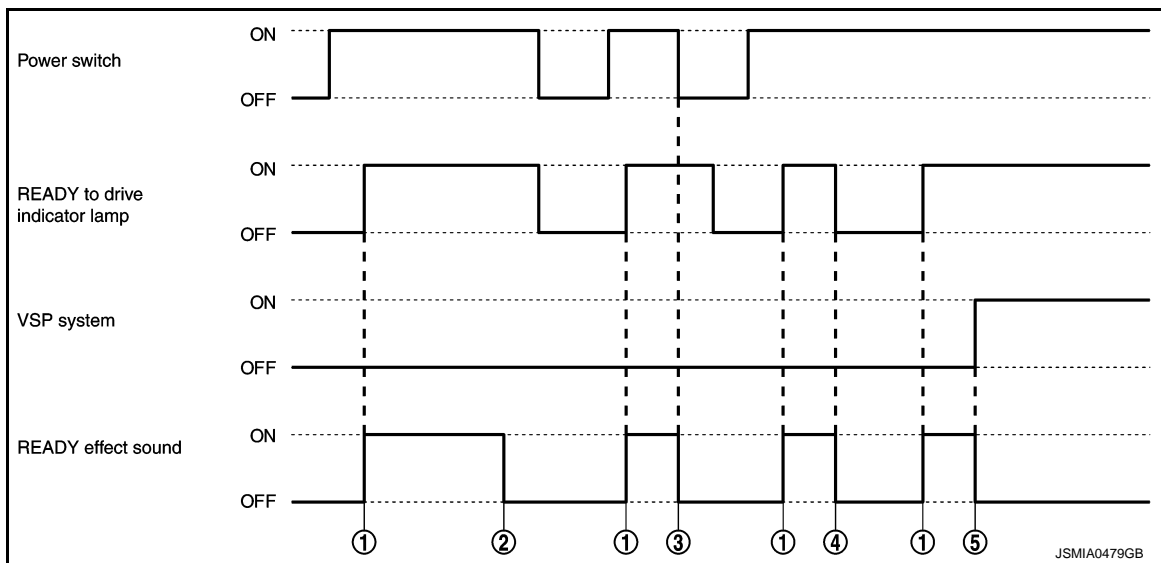 ON
Power switch
OFF
ON
READY to drive
indicator lamp
OFF
ON
VSP system
OFF
ON
READY effect sound
OFF
① ② ① ③ ① ④ ① ⑤
JSMIA0479GB